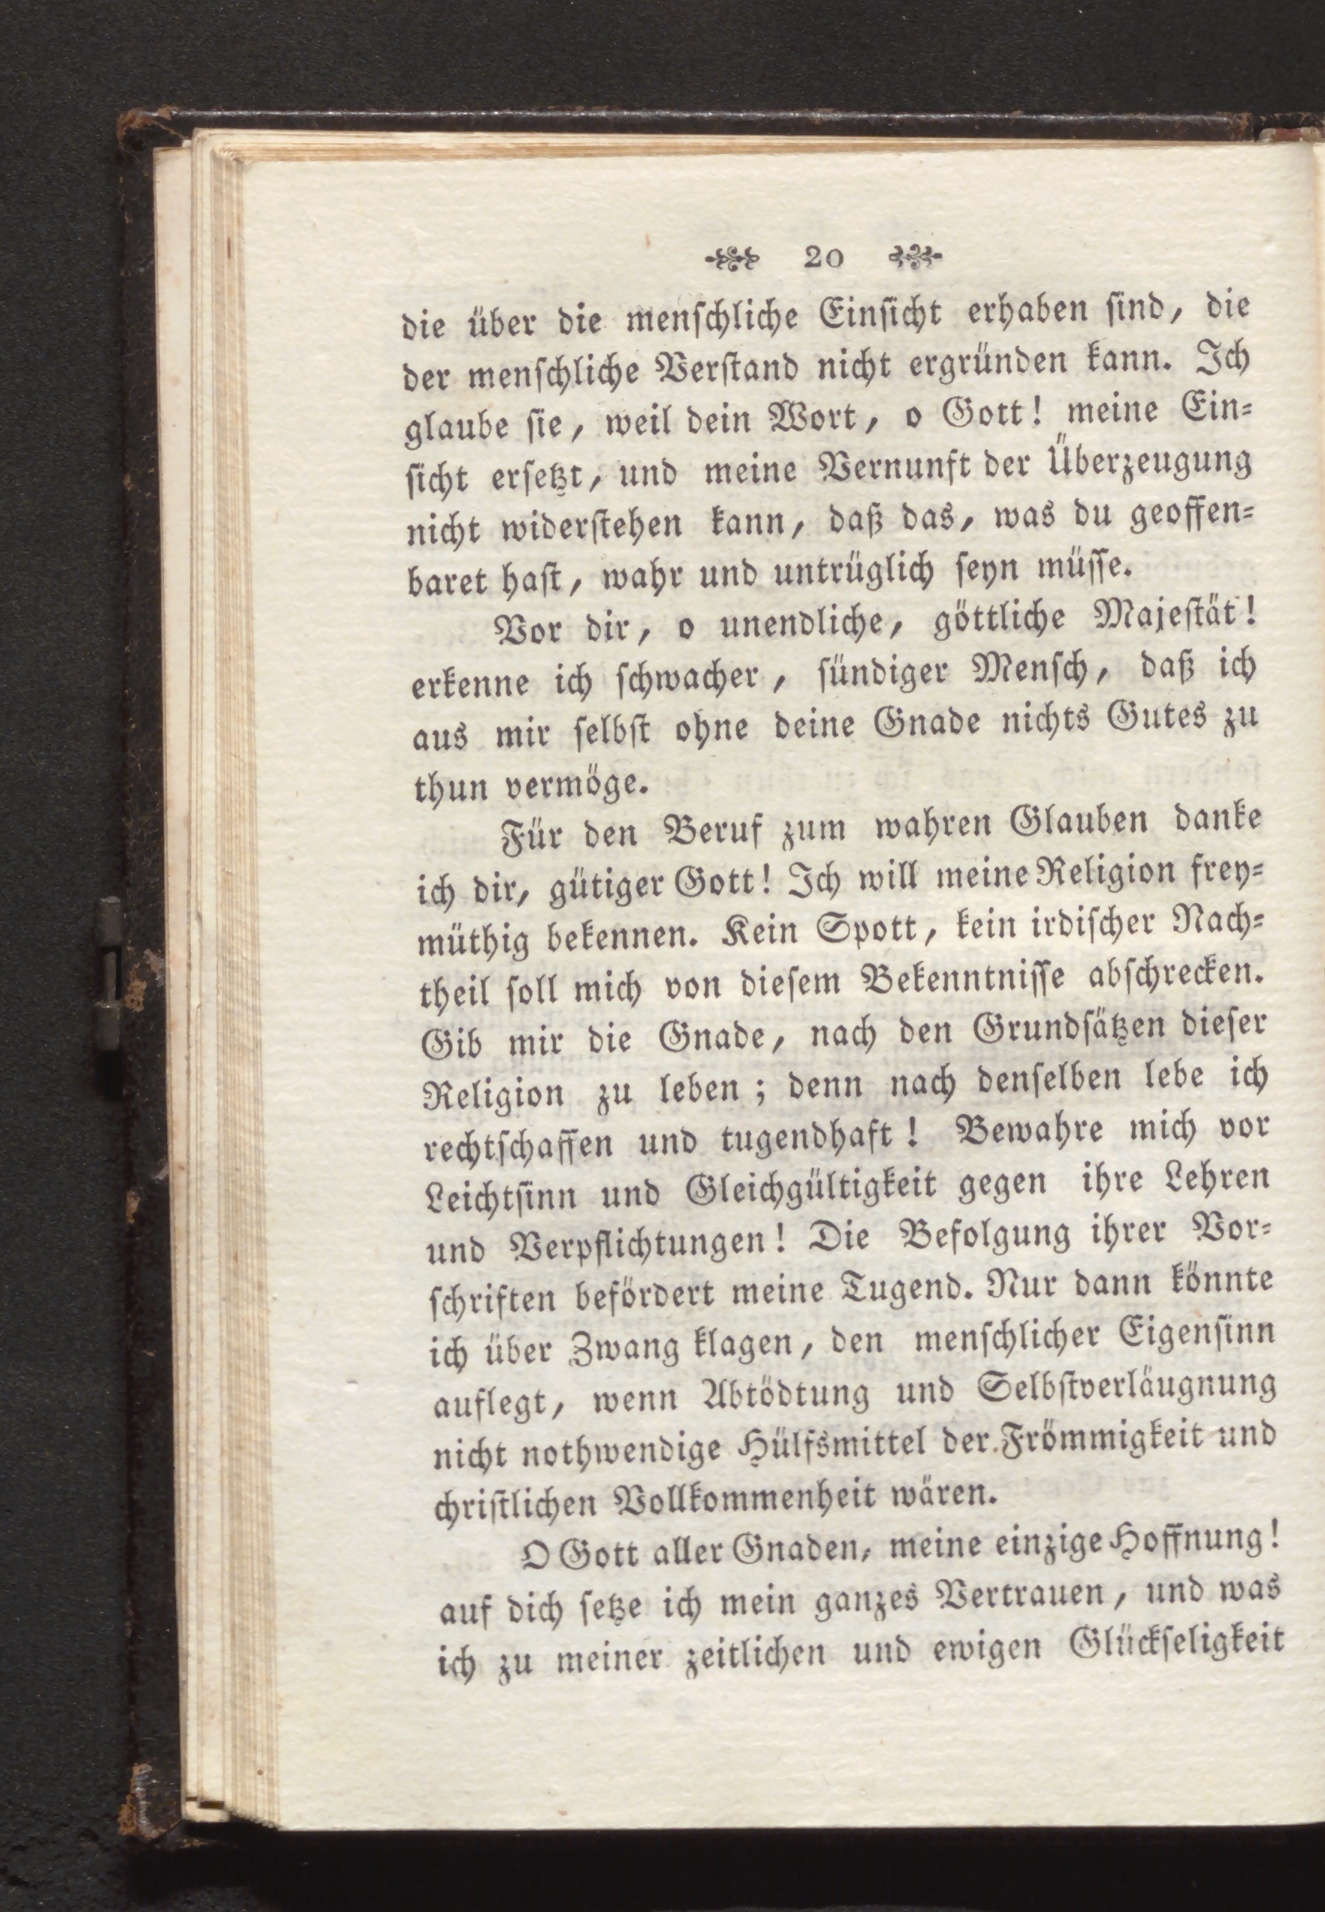 20
die über die menschliche Einsicht erhaben sind, die
der menschliche Verstand nicht ergründen kann. Ich
glaube sie, weil dein Wort, o Gott! meine Ein=
sicht ersetzt, und meine Vernunft der Überzeugung
nicht widerstehen kann, daß das, was du geoffen=
baret hast, wahr und untrüglich seyn müsse.
Vor dir, o unendliche, göttliche Majestät!
erkenne ich schwacher, sündiger Mensch, daß ich
aus mir selbst ohne deine Gnade nichts Gutes zu
thun vermöge.
Für den Beruf zum wahren Glauben danke
ich dir, gütiger Gott! Ich will meine Religion frey=
müthig bekennen. Kein Spott, kein irdischer Nach=
theil soll mich von diesem Bekenntnisse abschrecken.
Gib mir die Gnade, nach den Grundsätzen dieser
Religion zu leben; denn nach denselben lebe ich
rechtschaffen und tugendhaft! Bewahre mich vor
Leichtsinn und Gleichgültigkeit gegen ihre Lehren
und Verpflichtungen! Die Befolgung ihrer Vor=
schriften befördert meine Tugend. Nur dann könnte
ich über Zwang klagen, den menschlicher Eigensinn
auflegt, wenn Abtödtung und Selbstverläugnung
nicht nothwendige Hülfsmittel der Frömmigkeit und
christlichen Vollkommenheit wären.
O Gott aller Gnaden, meine einzige Hoffnung!
auf dich setze ich mein ganzes Vertrauen, und was
ich zu meiner zeitlichen und ewigen Glückseligkeit